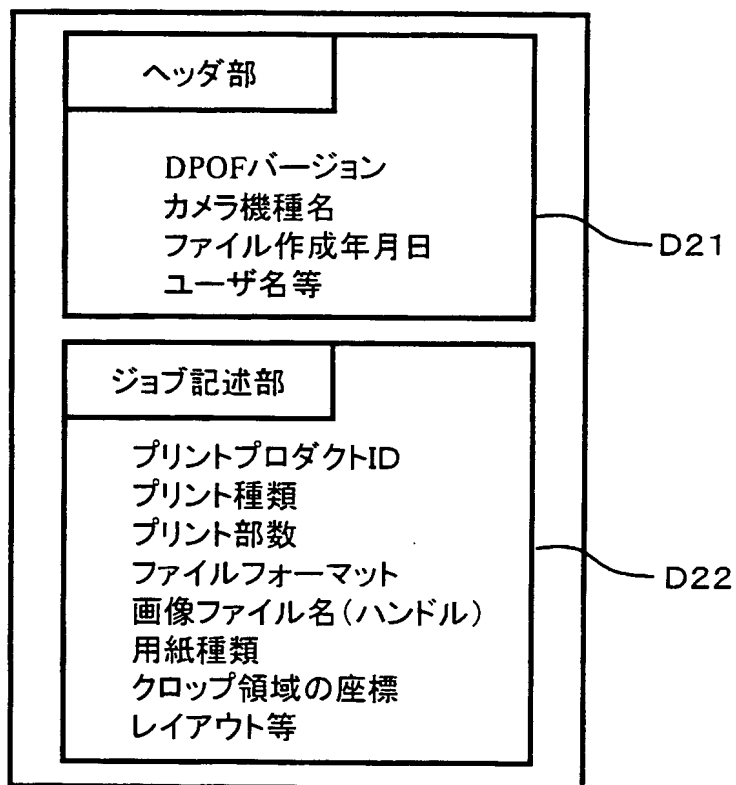 ヘッダ部
DPOFバージョン
カメラ機種名
ファイル作成年月日
ユーザ名等
D21
ジョブ記述部
プリントプロダクトID
プリント種類
プリント部数
ファイルフォーマット
画像ファイル名(ハンドル)
用紙種類
クロップ領域の座標
レイアウト等
D22